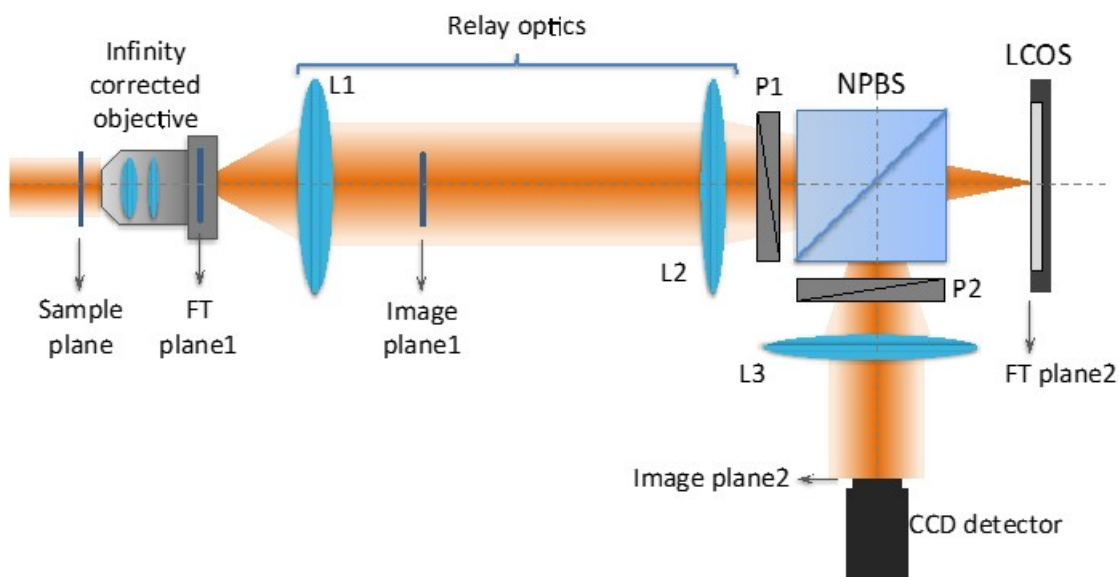 Relay optics
Infinity
corrected
objective
L1
P1
NPBS
LCOS
L2
P2
Sample
plane
FT
plane1
Image
plane1
L3
FT plane2
Image plane2
CCD detector